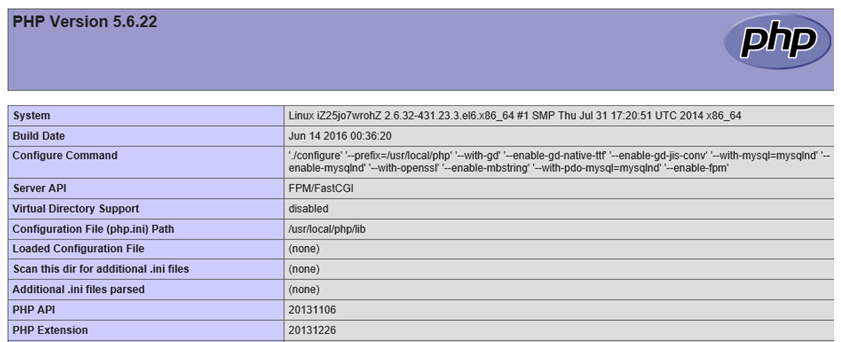 PHP Version 5.6.22
php
System Linux iZ25jo7wrohZ 2.6.32-431.23.3.el6.x86_64 #1 SMP Thu Jul 31 17:20:51 UTC 2014 x86_64
Build Date Jun 14 2016 00:36:20
Configure Command './configure' '--prefix=/usr/local/php' '--with-gd' '--enable-gd-native-ttf' '--enable-gd-jis-conv' '--with-mysql=mysqlnd' '--
enable-mysqlnd' '--with-openssl' '--enable-mbstring' '--with-pdo-mysql=mysqlnd' '--enable-fpm'
Server API FPM/FastCGI
Virtual Directory Support disabled
Configuration File (php.ini) Path /usr/local/php/lib
Loaded Configuration File (none)
Scan this dir for additional .ini files (none)
Additional .ini files parsed (none)
PHP API 20131106
PHP Extension 20131226